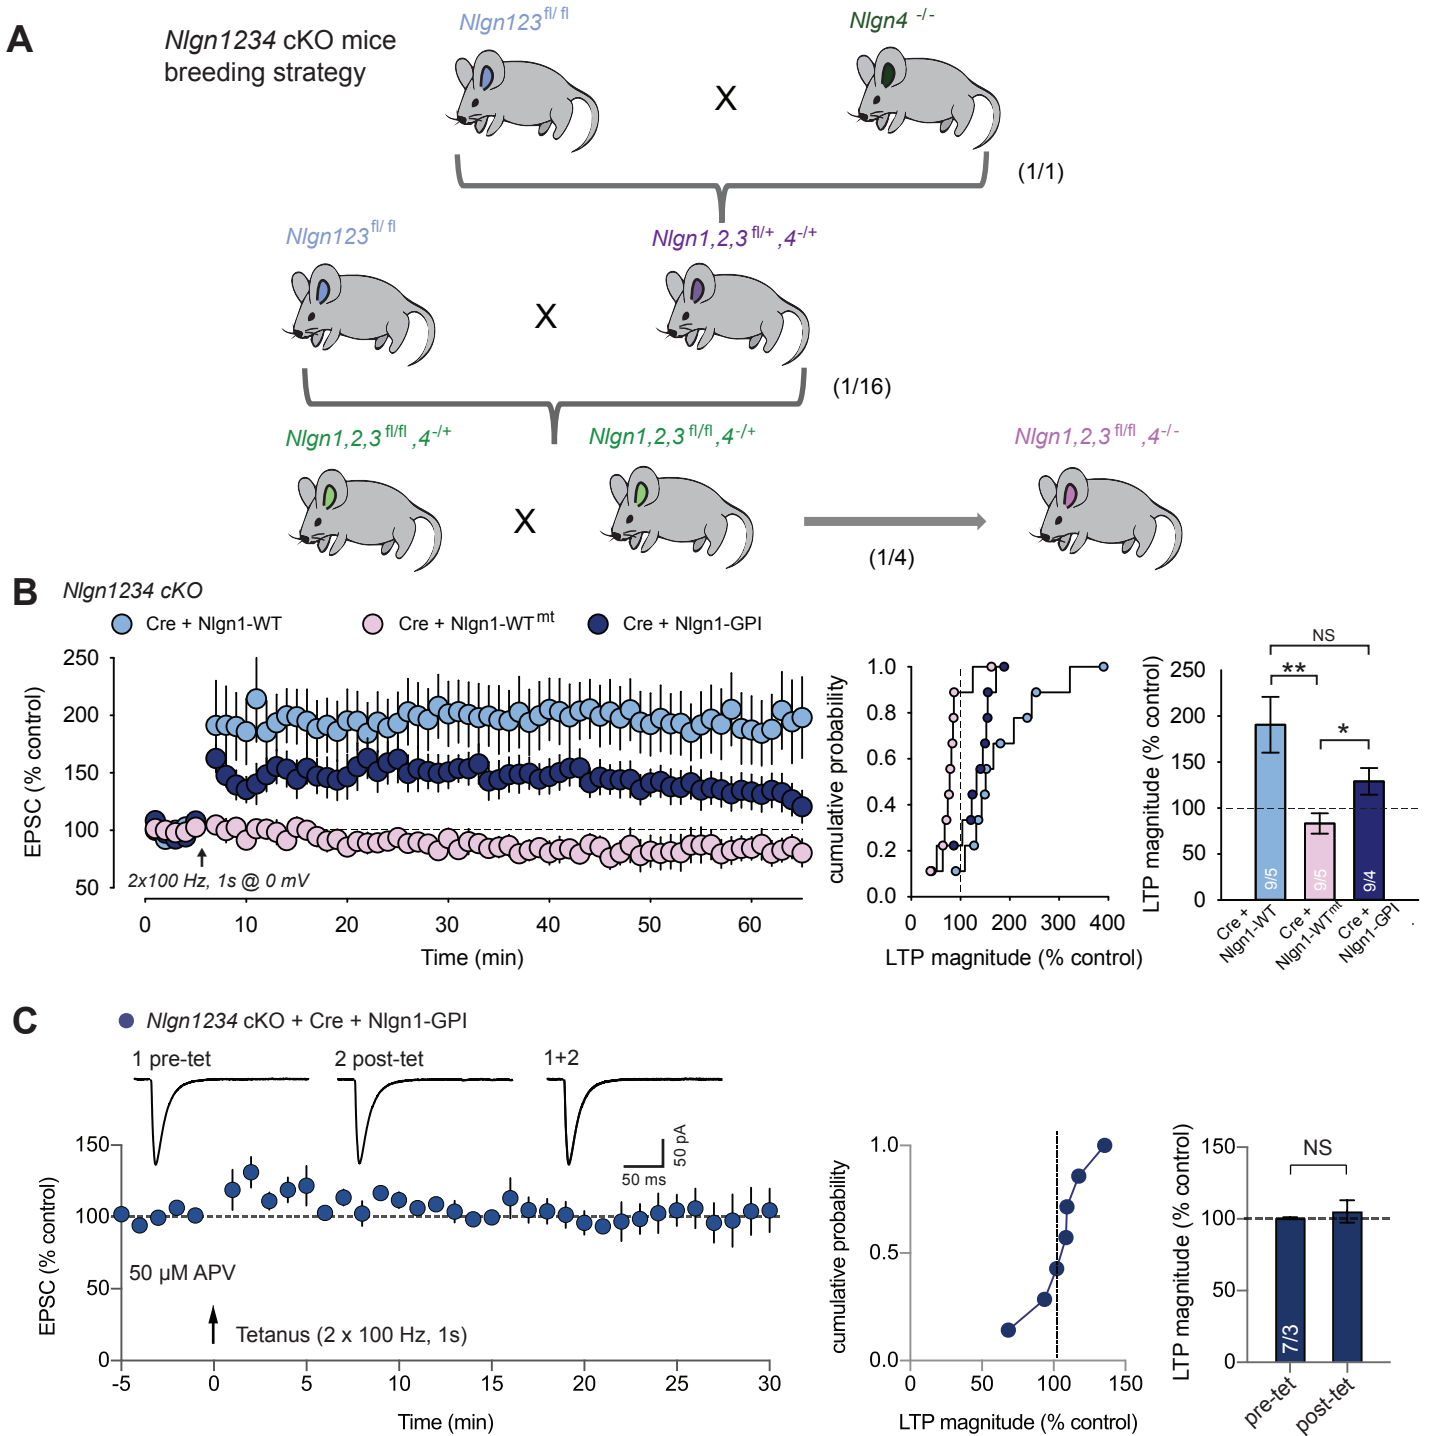 A
Nlgn1234 cKO mice
breeding strategy
Nlgn123 fl/ fl
Nlgn4 -/-
X
(1/1)
Nlgn123 fl/ fl
Nlgn1,2,3 fl/+ ,4-/+
X
(1/16)
Nlgn1,2,3 fl/fl ,4-/+
Nlgn1,2,3 fl/fl ,4-/+
Nlgn1,2,3 fl/fl ,4-/-
X
(1/4)
B
Nlgn1234 cKO
Cre + Nlgn1-WT
Cre + Nlgn1-WT mt
Cre + Nlgn1-GPI
EPSC (% control)
250
200
150
100
50
2x100 Hz, 1s @ 0 mV
0
10
20
30
40
50
60
Time (min)
cumulative probability
1.0
0.8
0.6
0.4
0.2
0.0
0
100
200
300
400
LTP magnitude (% control)
LTP magnitude (% control)
250
200
150
100
50
0
NS
**
*
9/5
9/5
9/4
Cre +
Nlgn1-WT
Cre +
Nlgn1-WTmt
Cre +
Nlgn1-GPI
C
Nlgn1234 cKO + Cre + Nlgn1-GPI
1 pre-tet
2 post-tet
1+2
50 pA
50 ms
EPSC (% control)
150
100
50
0
50 µM APV
Tetanus (2 x 100 Hz, 1s)
-5
0
5
10
15
20
25
30
Time (min)
cumulative probability
1.0
0.5
0.0
0
50
100
150
LTP magnitude (% control)
LTP magnitude (% control)
150
100
50
0
NS
7/3
pre-tet
post-tet